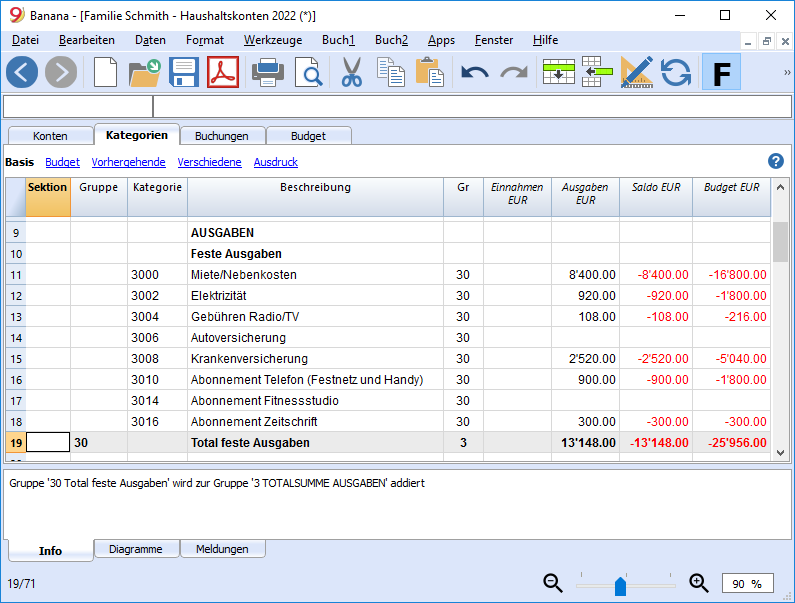 Banana - [Familie Schmith - Haushaltskonten 2022 (*)]
Datei Bearbeiten Daten Format Werkzeuge Buch1 Buch2 Apps Fenster Hilfe
F »
Konten Kategorien Buchungen Budget
Basis Budget Vorhergehende Verschiedene Ausdruck ?
Sektion Gruppe Kategorie Beschreibung Gr Einnahmen EUR Ausgaben EUR Saldo EUR Budget EUR
9 AUSGABEN
10 Feste Ausgaben
11 3000 Miete/Nebenkosten 30 8'400.00 -8'400.00 -16'800.00
12 3002 Elektrizität 30 920.00 -920.00 -1'800.00
13 3004 Gebühren Radio/TV 30 108.00 -108.00 -216.00
14 3006 Autoversicherung 30
15 3008 Krankenversicherung 30 2'520.00 -2'520.00 -5'040.00
16 3010 Abonnement Telefon (Festnetz und Handy) 30 900.00 -900.00 -1'800.00
17 3014 Abonnement Fitnessstudio 30
18 3016 Abonnement Zeitschrift 30 300.00 -300.00 -300.00
19 30 Total feste Ausgaben 3 13'148.00 -13'148.00 -25'956.00
Gruppe '30 Total feste Ausgaben' wird zur Gruppe '3 TOTALSUMME AUSGABEN' addiert
Info Diagramme Meldungen
19/71 90 %